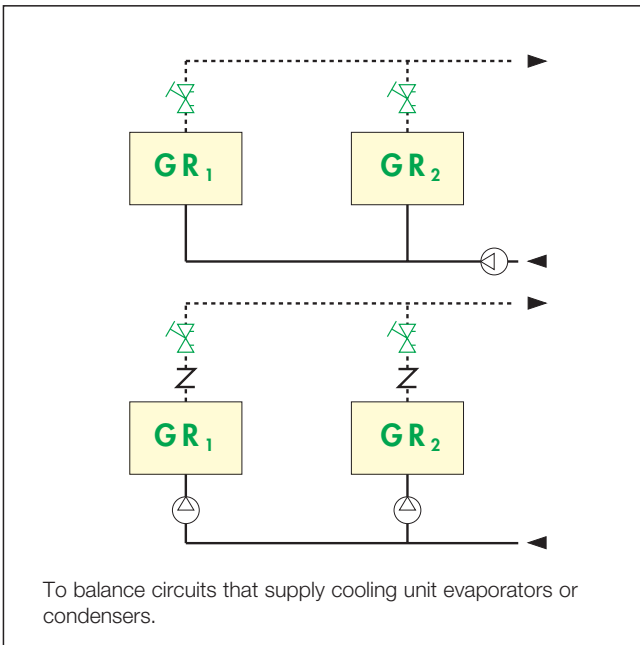 GR₁ GR₂
GR₁ GR₂
To balance circuits that supply cooling unit evaporators or
condensers.